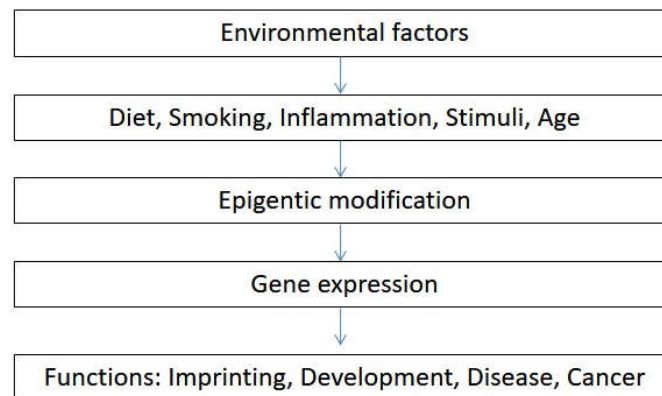 Environmental factors
Diet, Smoking, Inflammation, Stimuli, Age
Epigentic modification
Gene expression
Functions: Imprinting, Development, Disease, Cancer